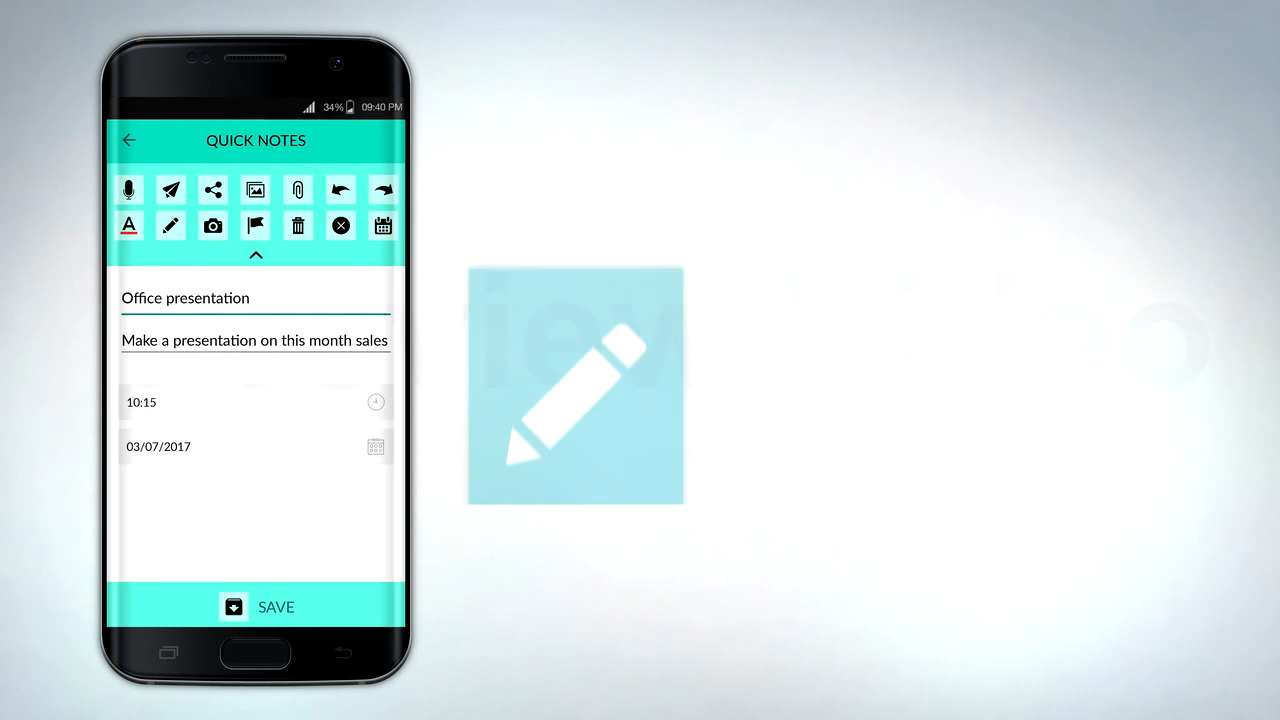 34% 09:40 PM
QUICK NOTES
A
Office presentation
Make a presentation on this month sales
10:15
03/07/2017
SAVE